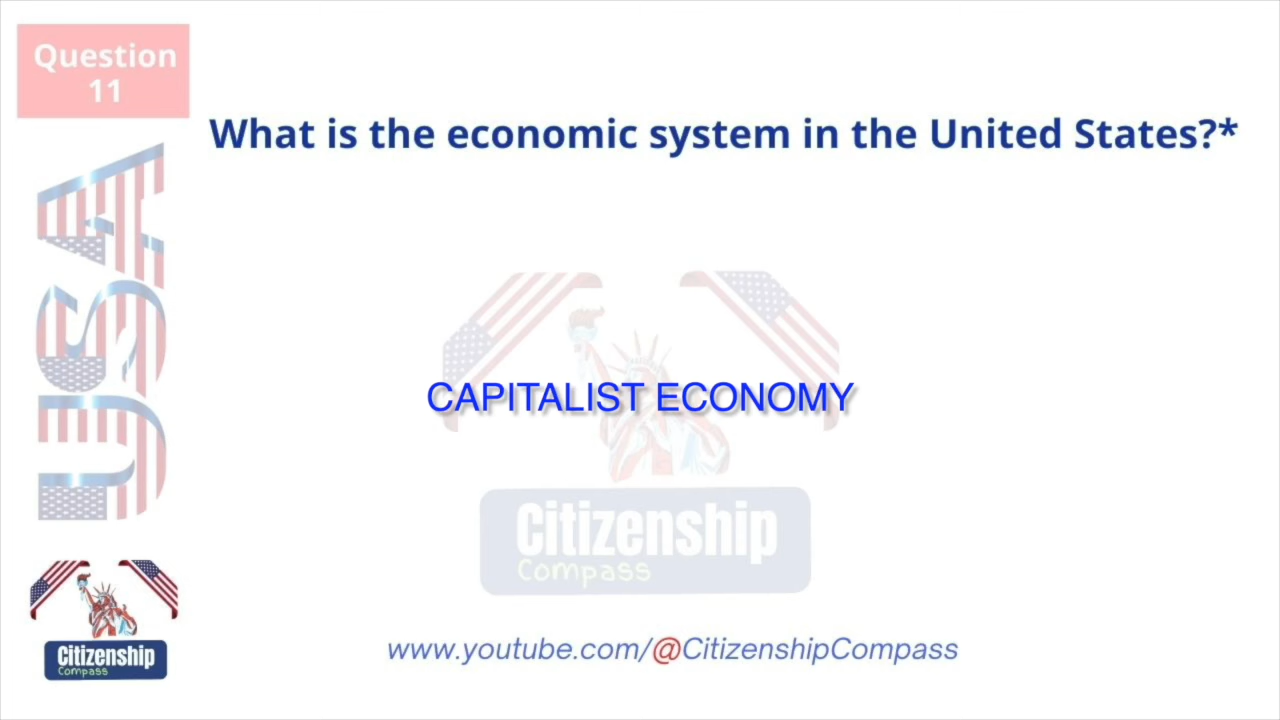 Question
11
What is the economic system in the United States?*
USA
CAPITALIST ECONOMY
Citizenship
Compass
www.youtube.com/@CitizenshipCompass
Citizenship
Compass